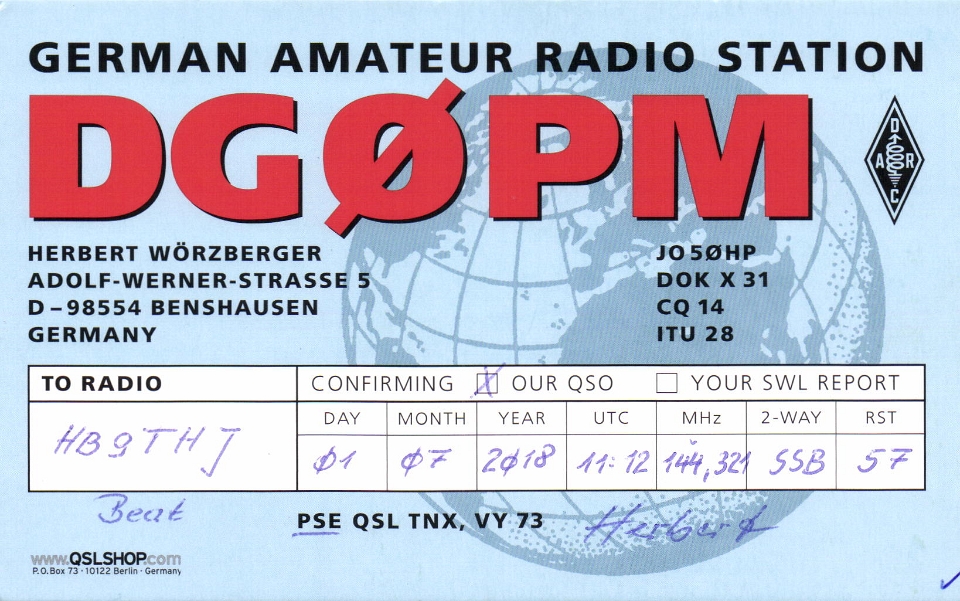 GERMAN AMATEUR RADIO STATION
DGØPM
D
A R
C
HERBERT WÖRZBERGER
ADOLF-WERNER-STRASSE 5
D–98554 BENSHAUSEN
GERMANY
JO5ØHP
DOK X 31
CQ 14
ITU 28
TO RADIO
CONFIRMING X OUR QSO YOUR SWL REPORT
DAY MONTH YEAR UTC MHz 2-WAY RST
HB9THJ
Ø1 Ø7 2Ø18 11:12 144,321 SSB 57
Beat
PSE QSL TNX, VY 73 Herbert
www.QSLSHOP.com
P.O.Box 73 · 10122 Berlin · Germany